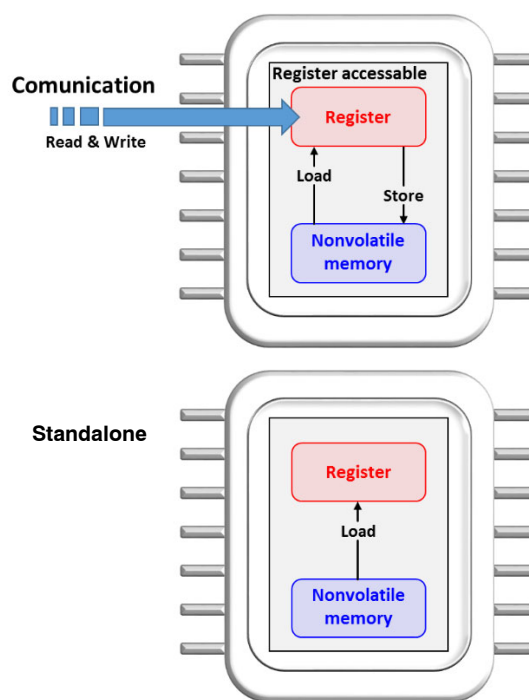 Register accessable
Comunication
Register
Read & Write
Load
Store
Nonvolatile
memory
Standalone
Register
Load
Nonvolatile
memory